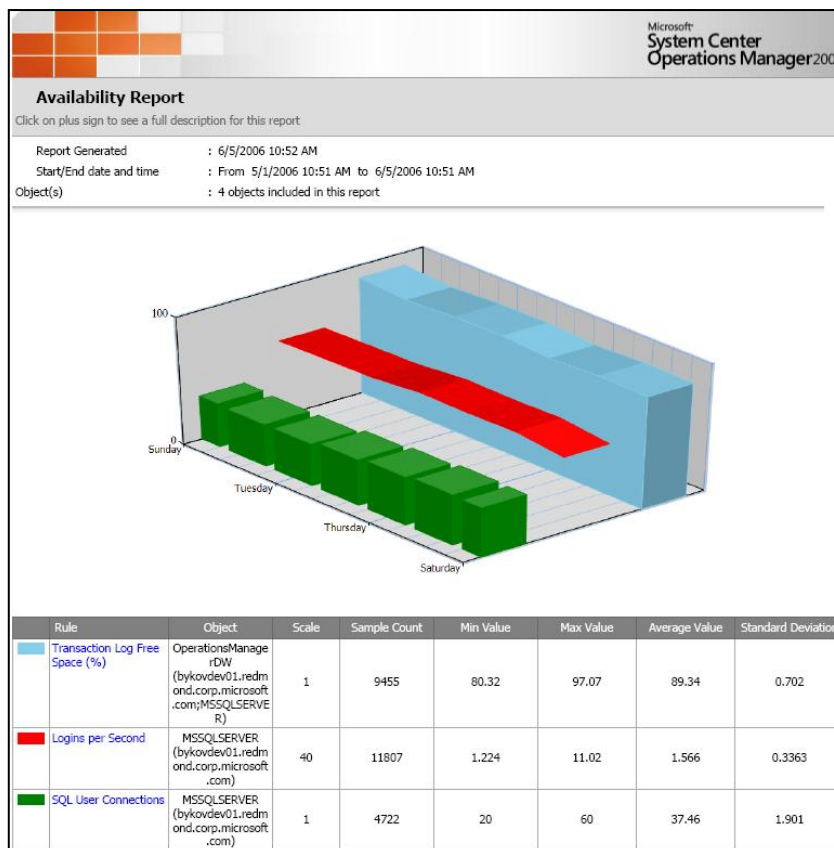 Microsoft
System Center
Operations Manager200
Availability Report
Click on plus sign to see a full description for this report
Report Generated : 6/5/2006 10:52 AM
Start/End date and time : From 5/1/2006 10:51 AM to 6/5/2006 10:51 AM
Object(s) : 4 objects included in this report
100
0
Sunday
Tuesday
Thursday
Saturday
Rule Object Scale Sample Count Min Value Max Value Average Value Standard Deviation
Transaction Log Free
Space (%)
OperationsManage
rDW
(bykovdev01.redm
ond.corp.microsoft
.com;MSSQLSERVE
R)
1 9455 80.32 97.07 89.34 0.702
Logins per Second
MSSQLSERVER
(bykovdev01.redm
ond.corp.microsoft
.com)
40 11807 1.224 11.02 1.566 0.3363
SQL User Connections
MSSQLSERVER
(bykovdev01.redm
ond.corp.microsoft
.com)
1 4722 20 60 37.46 1.901